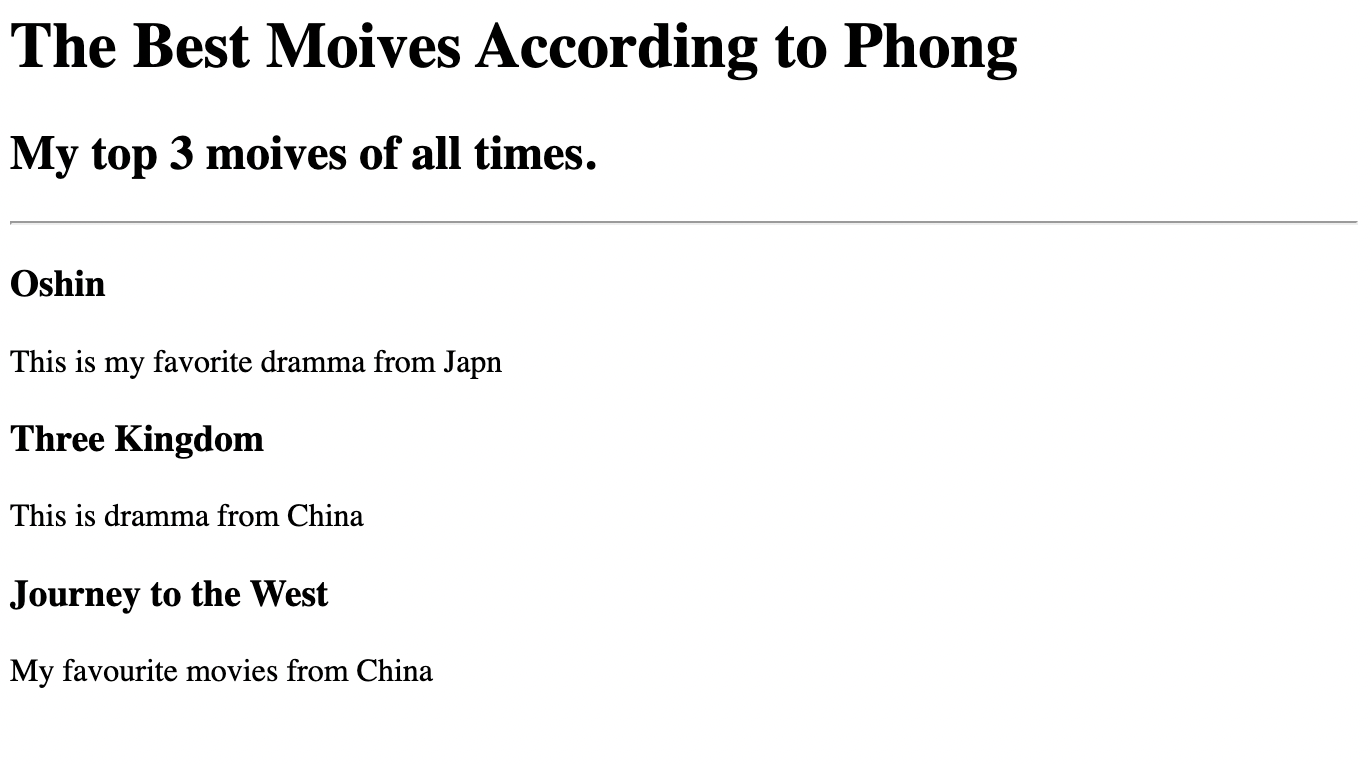 The Best Moives According to Phong
My top 3 moives of all times.
Oshin
This is my favorite dramma from Japn
Three Kingdom
This is dramma from China
Journey to the West
My favourite movies from China